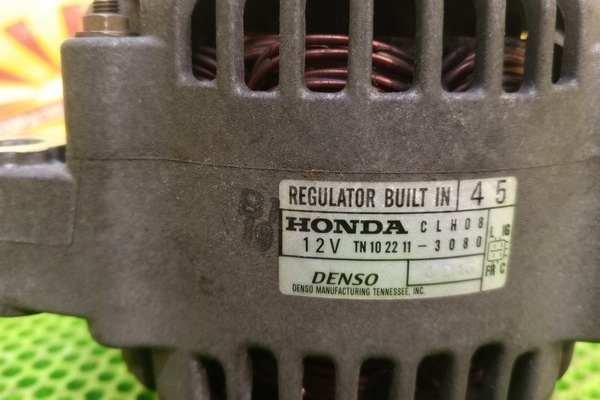 REGULATOR BUILT IN 45
HONDA CLH08
12V TN102211-3080
L IG
FR C
DENSO
DENSO MANUFACTURING TENNESSEE, INC.